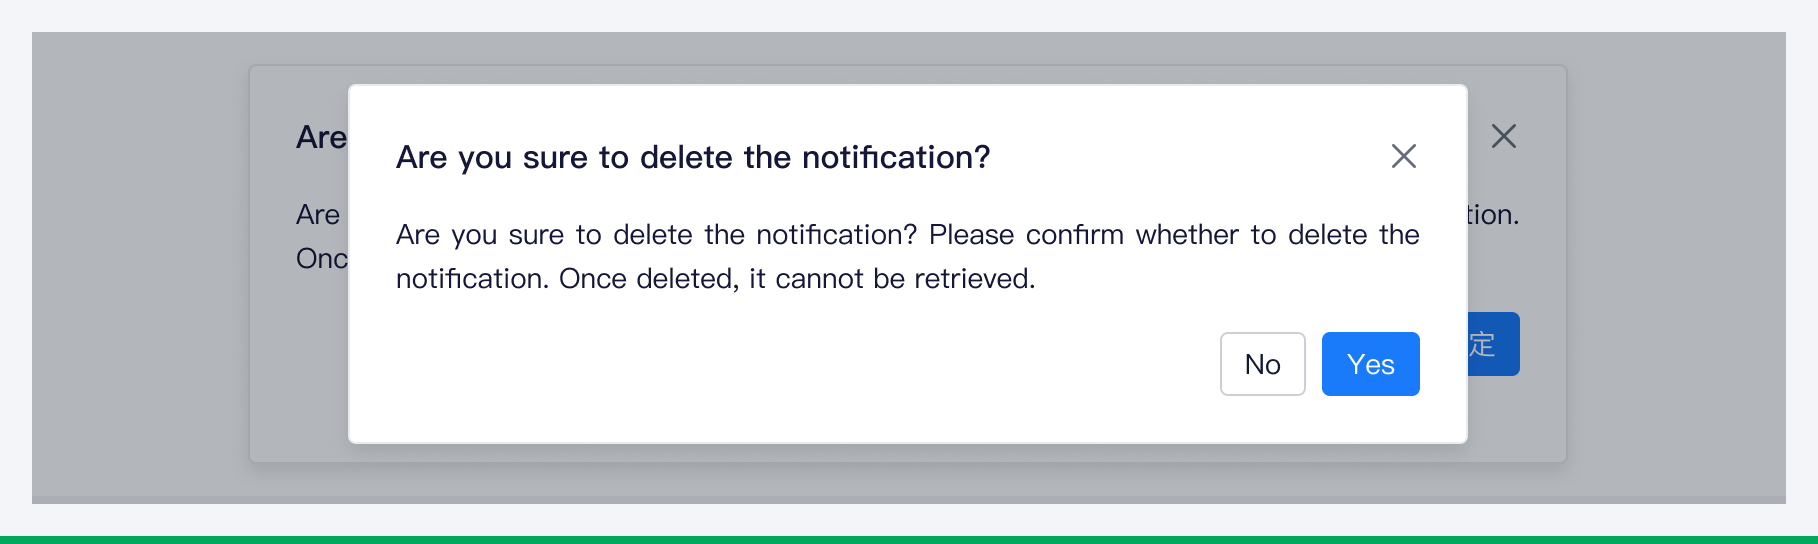 Are
Are you sure to delete the notification?
Are
tion.
Are you sure to delete the notification? Please confirm whether to delete the
Onc
notification. Once deleted, it cannot be retrieved.
定
No
Yes